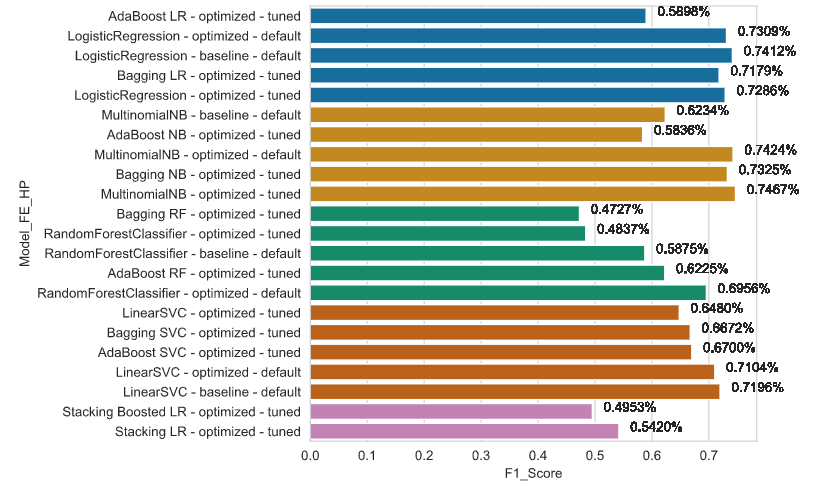 AdaBoost LR - optimized - tuned 0.5898%
LogisticRegression - optimized - default 0.7309%
LogisticRegression - baseline - default 0.7412%
Bagging LR - optimized - tuned 0.7179%
LogisticRegression - optimized - tuned 0.7286%
MultinomialNB - baseline - default 0.6234%
AdaBoost NB - optimized - tuned 0.5836%
MultinomialNB - optimized - default 0.7424%
Bagging NB - optimized - tuned 0.7325%
MultinomialNB - optimized - tuned 0.7467%
Bagging RF - optimized - tuned 0.4727%
RandomForestClassifier - optimized - tuned 0.4837%
RandomForestClassifier - baseline - default 0.5875%
AdaBoost RF - optimized - tuned 0.6225%
RandomForestClassifier - optimized - default 0.6956%
LinearSVC - optimized - tuned 0.6480%
Bagging SVC - optimized - tuned 0.6672%
AdaBoost SVC - optimized - tuned 0.6700%
LinearSVC - optimized - default 0.7104%
LinearSVC - baseline - default 0.7196%
Stacking Boosted LR - optimized - tuned 0.4953%
Stacking LR - optimized - tuned 0.5420%
Model_FE_HP
0.0 0.1 0.2 0.3 0.4 0.5 0.6 0.7
F1_Score